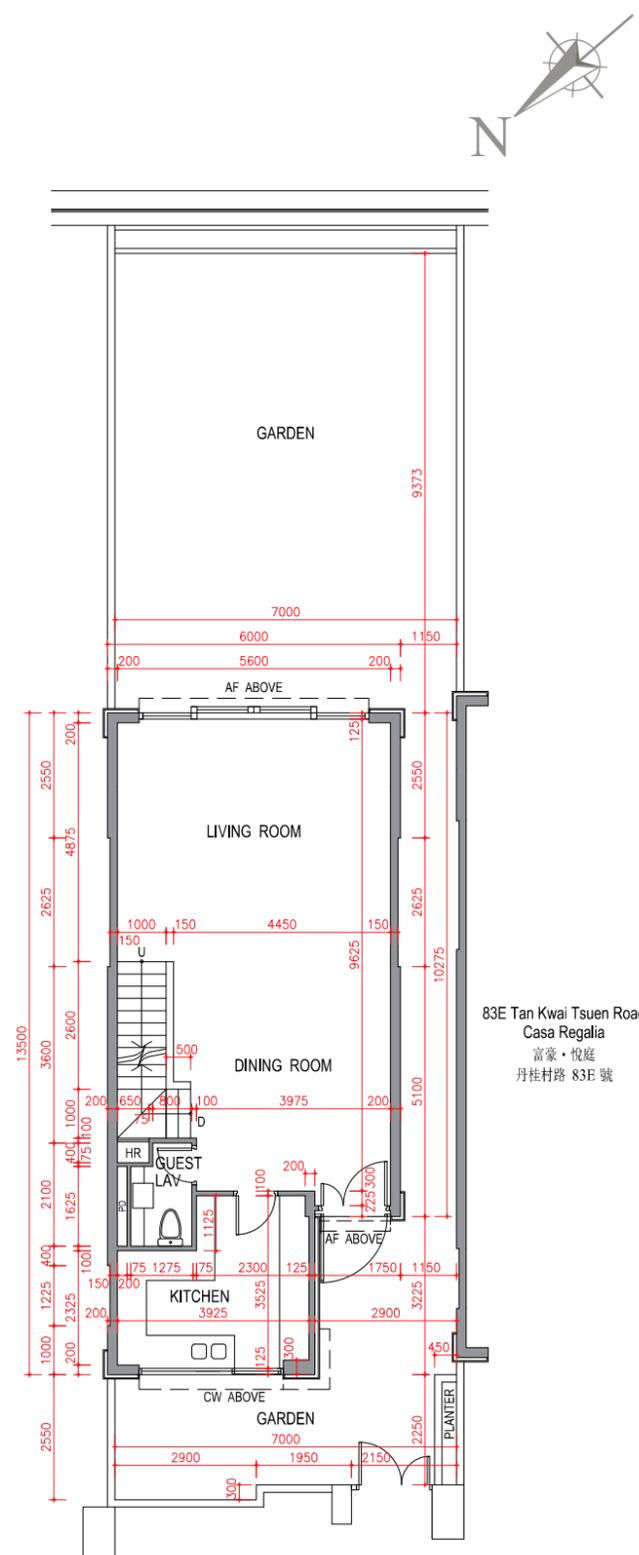 N
GARDEN
9373
7000
6000 1150
200 5600 200
AF ABOVE
125
200
2550
2550
LIVING ROOM
4875
2625
2625
1000 150 4450 150
150
9625
10275
U
83E Tan Kwai Tsuen Roa
Casa Regalia
富豪・悅庭
丹桂村路 83E 號
13500
3600
2600
500
DINING ROOM
5100
200 650 800 100 3975 200
75
D
1000
100
HR
GUEST
LAV
400
75
PD
2100
1625
200
100
300
225
AF ABOVE
1125
400
100
75 1275 75 2300 125 1750 1150
150 200
KITCHEN
3525
3225
1225
2325
200 3925 2900
1000
200
125
300
450
CW ABOVE
GARDEN
PLANTER
2550
2250
7000
2900 1950 2150
300